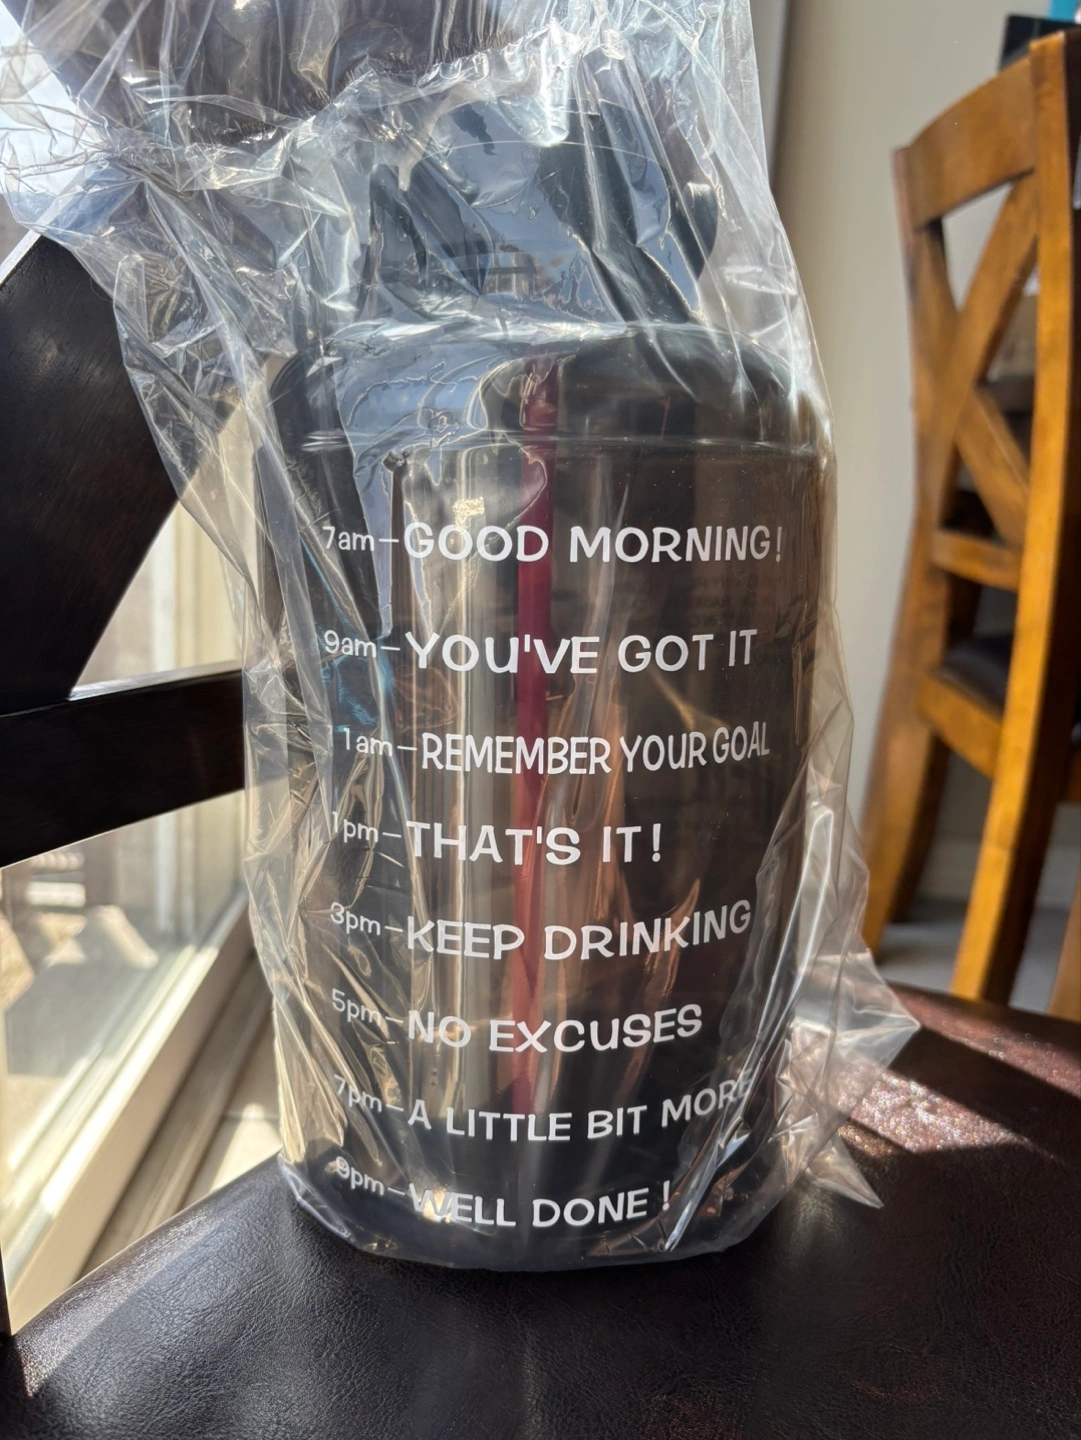 7am–GOOD MORNING!
9am–YOU'VE GOT IT
1am–REMEMBER YOUR GOAL
1pm–THAT'S IT!
3pm–KEEP DRINKING
5pm–NO EXCUSES
7pm–A LITTLE BIT MORE
9pm–WELL DONE !